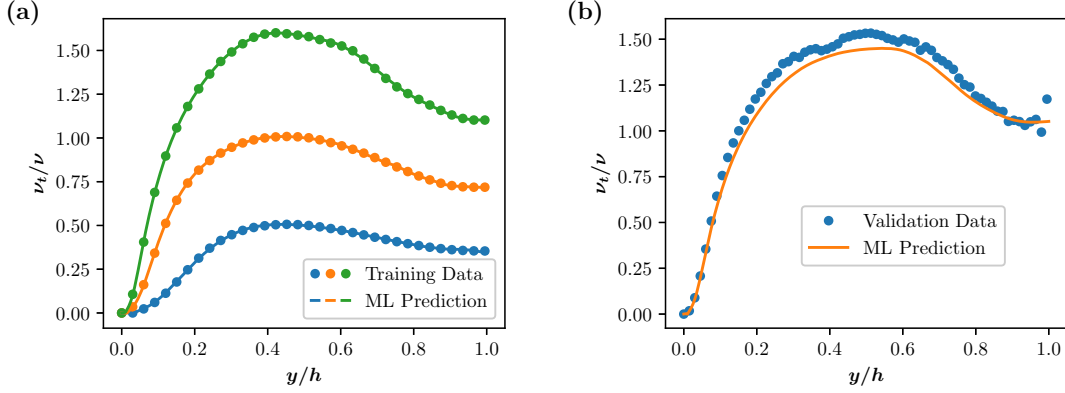 (a)
1.50
1.25
1.00
0.75
0.50
0.25
0.00
ν_t/ν
0.0 0.2 0.4 0.6 0.8 1.0
y/h
Training Data
ML Prediction
(b)
1.50
1.25
1.00
0.75
0.50
0.25
0.00
ν_t/ν
0.0 0.2 0.4 0.6 0.8 1.0
y/h
Validation Data
ML Prediction